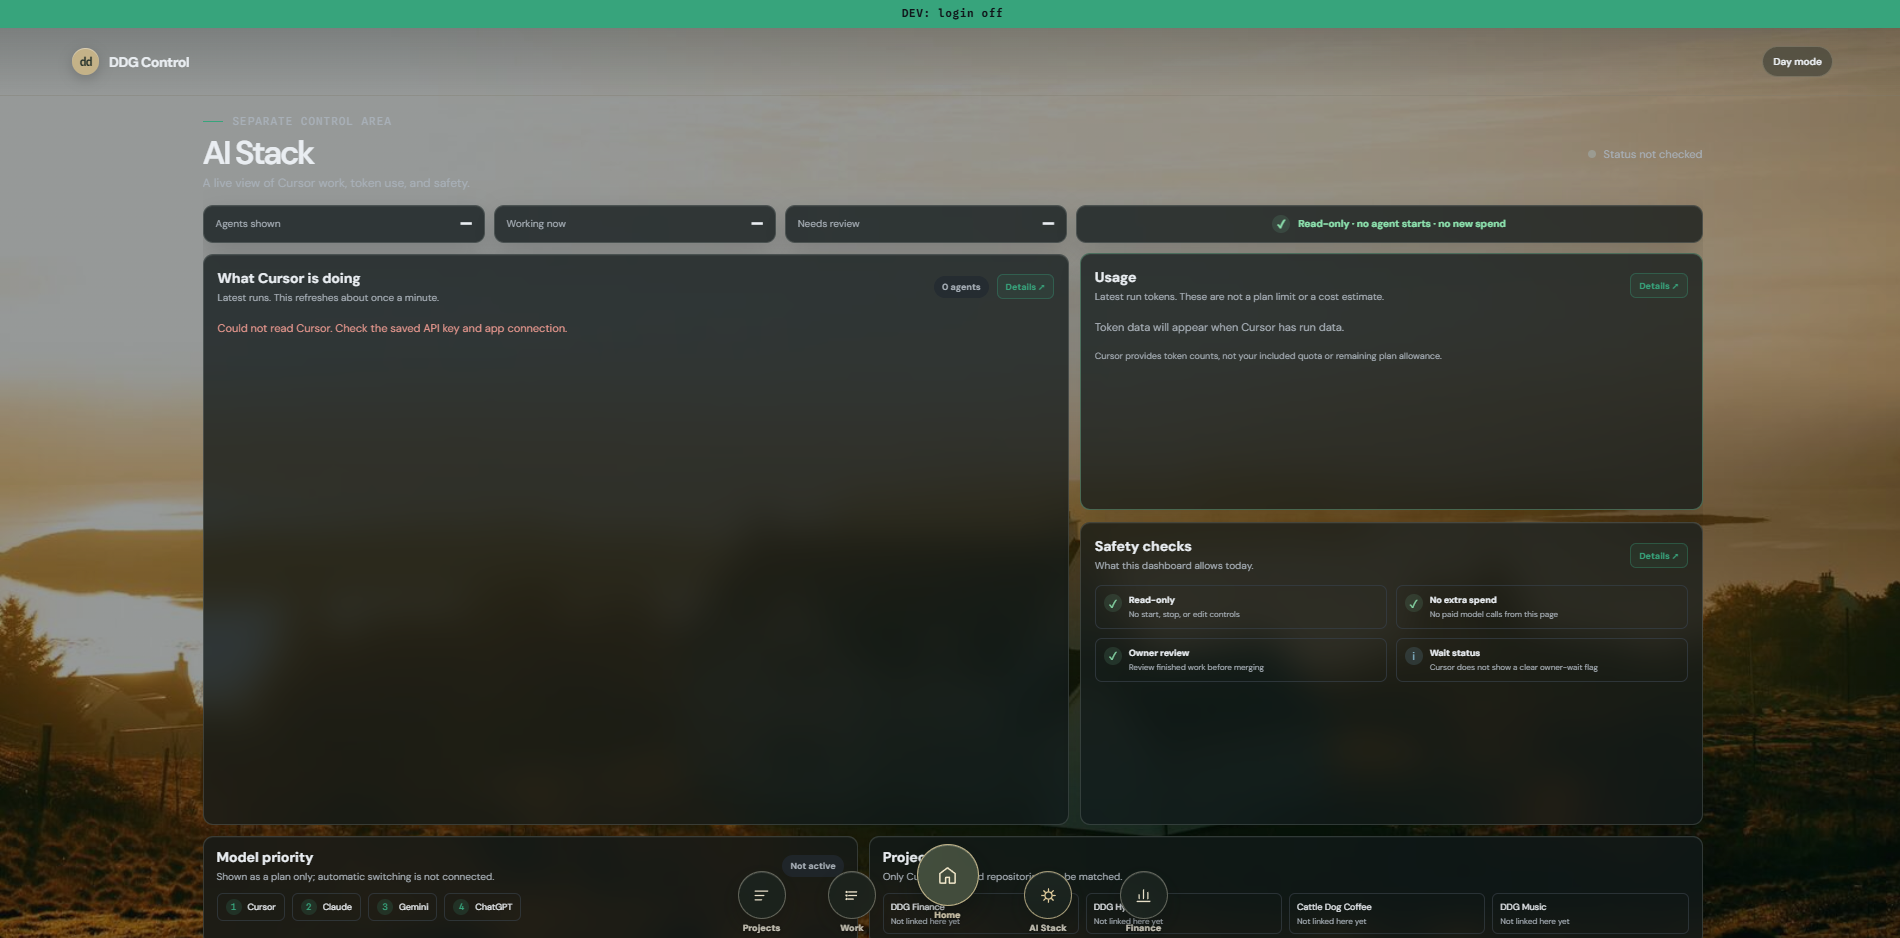 DEV: login off
dd
DDG Control
Day mode
SEPARATE CONTROL AREA
AI Stack
A live view of Cursor work, token use, and safety.
Status not checked
Agents shown —
Working now —
Needs review —
✓ Read-only · no agent starts · no new spend
What Cursor is doing
Latest runs. This refreshes about once a minute.
0 agents
Details ↗
Could not read Cursor. Check the saved API key and app connection.
Usage
Latest run tokens. These are not a plan limit or a cost estimate.
Details ↗
Token data will appear when Cursor has run data.
Cursor provides token counts, not your included quota or remaining plan allowance.
Safety checks
What this dashboard allows today.
Details ↗
✓ Read-only
No start, stop, or edit controls
✓ No extra spend
No paid model calls from this page
✓ Owner review
Review finished work before merging
i Wait status
Cursor does not show a clear owner-wait flag
Model priority
Shown as a plan only; automatic switching is not connected.
Not active
1 Cursor
2 Claude
3 Gemini
4 ChatGPT
Only
be matched.
DDG Finance
Not linked here yet
DDG
Not linked here yet
Cattle Dog Coffee
Not linked here yet
DDG Music
Not linked here yet
Projects
Work
Home
AI Stack
Finance